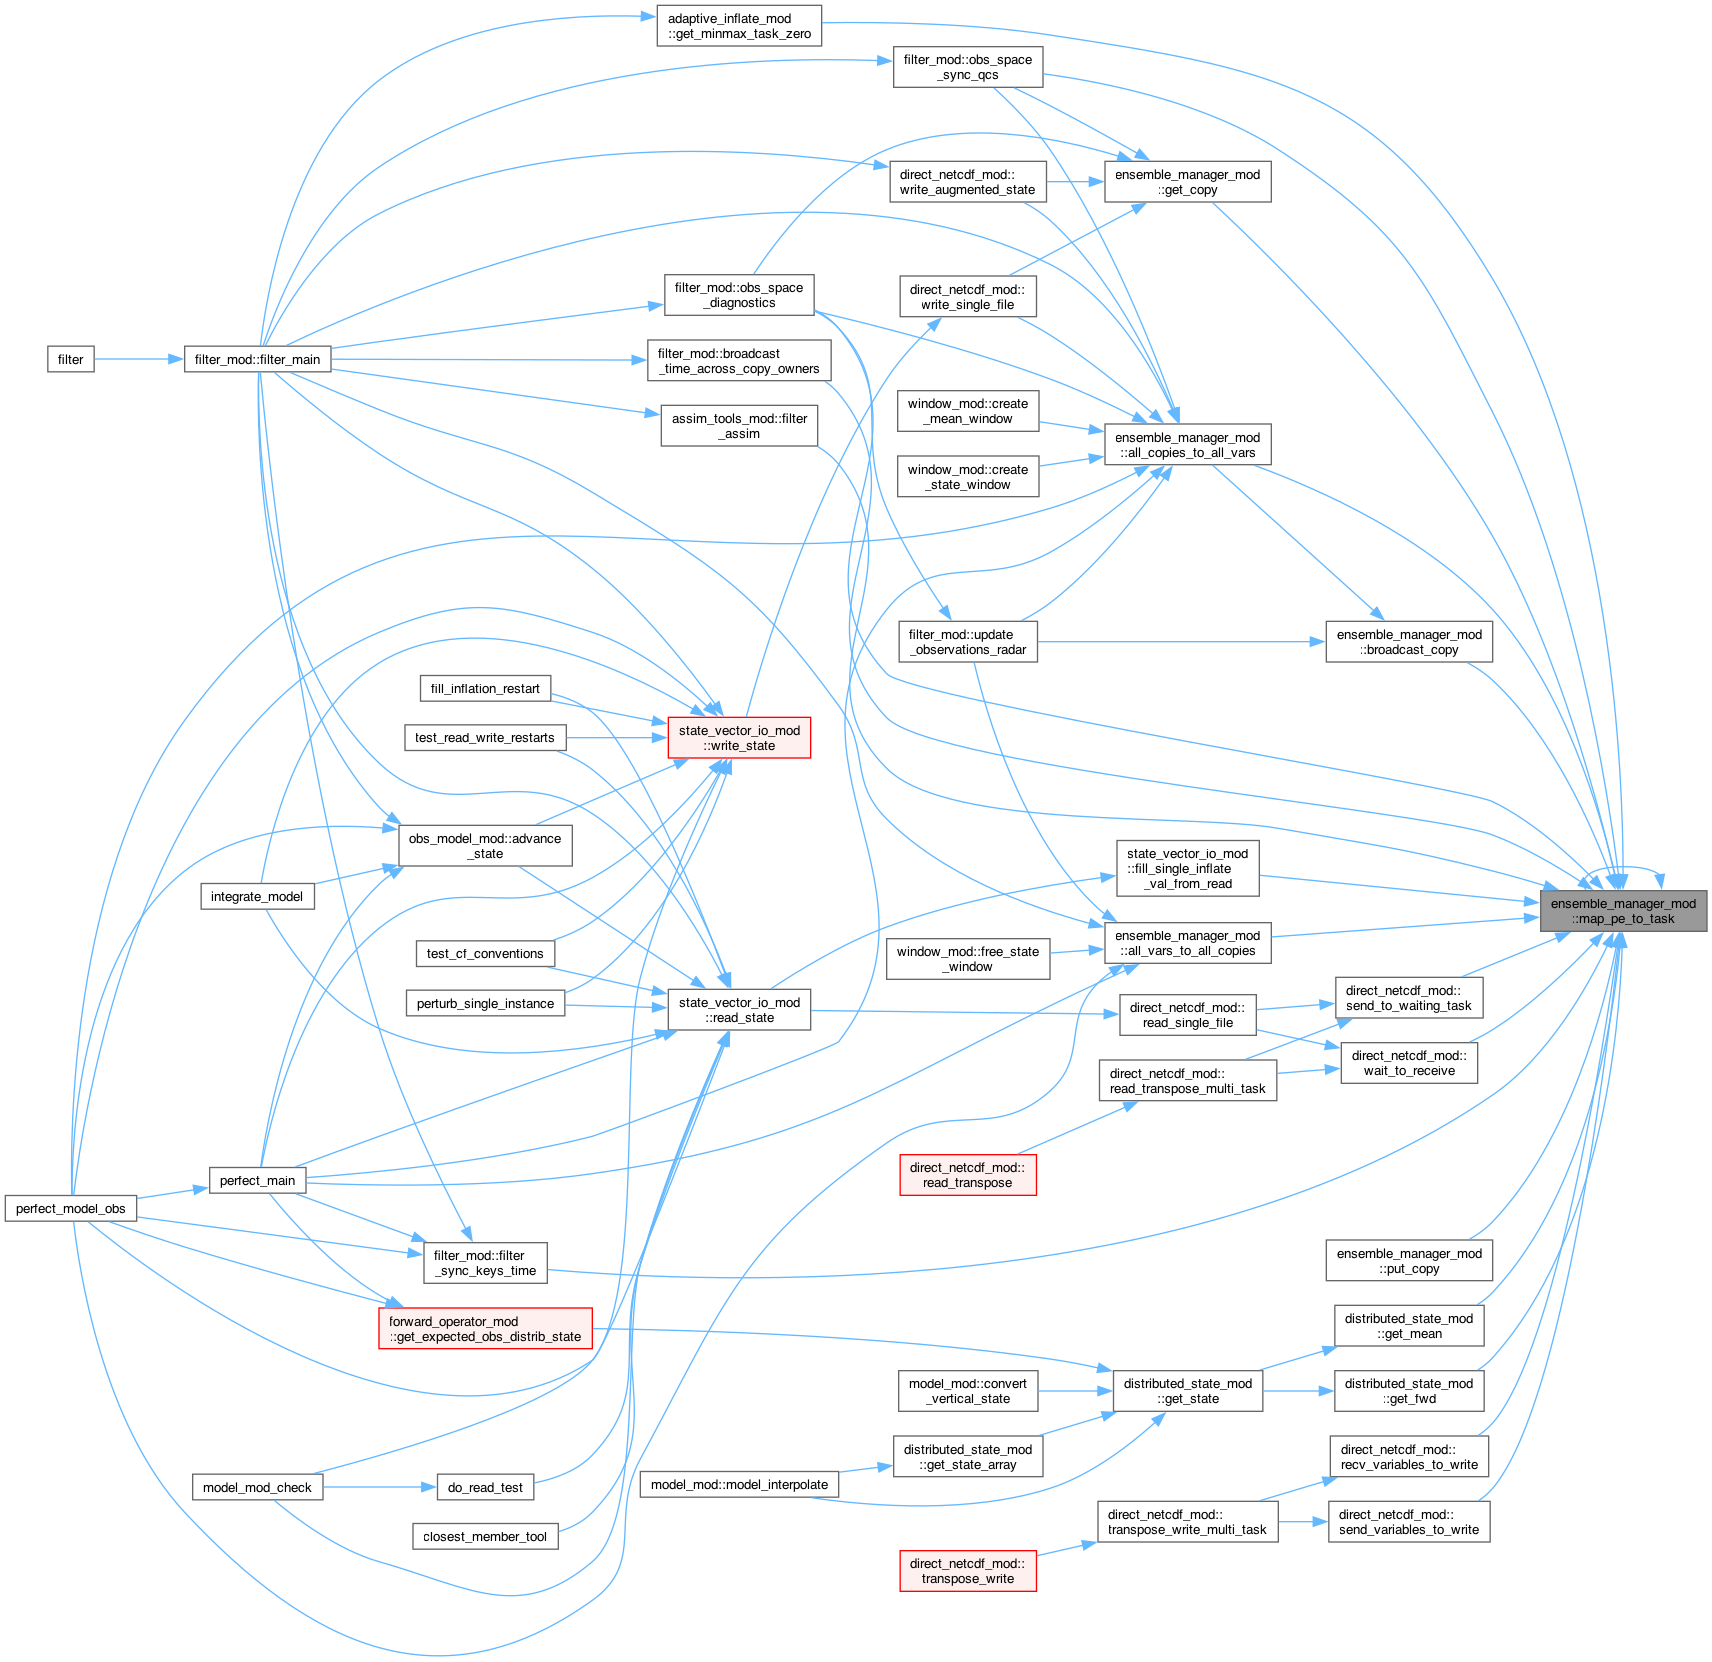 adaptive_inflate_mod
::get_minmax_task_zero
filter_mod::obs_space
_sync_qcs
direct_netcdf_mod::
write_augmented_state
ensemble_manager_mod
::get_copy
filter_mod::obs_space
_diagnostics
direct_netcdf_mod::
write_single_file
filter
filter_mod::filter_main
filter_mod::broadcast
_time_across_copy_owners
window_mod::create
_mean_window
assim_tools_mod::filter
_assim
ensemble_manager_mod
::all_copies_to_all_vars
window_mod::create
_state_window
filter_mod::update
_observations_radar
ensemble_manager_mod
::broadcast_copy
fill_inflation_restart
test_read_write_restarts
state_vector_io_mod
::write_state
obs_model_mod::advance
_state
state_vector_io_mod
::fill_single_inflate
_val_from_read
integrate_model
ensemble_manager_mod
::map_pe_to_task
test_cf_conventions
window_mod::free_state
_window
ensemble_manager_mod
::all_vars_to_all_copies
perturb_single_instance
state_vector_io_mod
::read_state
direct_netcdf_mod::
read_single_file
direct_netcdf_mod::
send_to_waiting_task
direct_netcdf_mod::
wait_to_receive
direct_netcdf_mod::
read_transpose_multi_task
direct_netcdf_mod::
read_transpose
perfect_main
perfect_model_obs
filter_mod::filter
_sync_keys_time
ensemble_manager_mod
::put_copy
forward_operator_mod
::get_expected_obs_distrib_state
distributed_state_mod
::get_mean
model_mod::convert
_vertical_state
distributed_state_mod
::get_state
distributed_state_mod
::get_fwd
distributed_state_mod
::get_state_array
direct_netcdf_mod::
recv_variables_to_write
model_mod_check
do_read_test
model_mod::model_interpolate
closest_member_tool
direct_netcdf_mod::
transpose_write_multi_task
direct_netcdf_mod::
send_variables_to_write
direct_netcdf_mod::
transpose_write